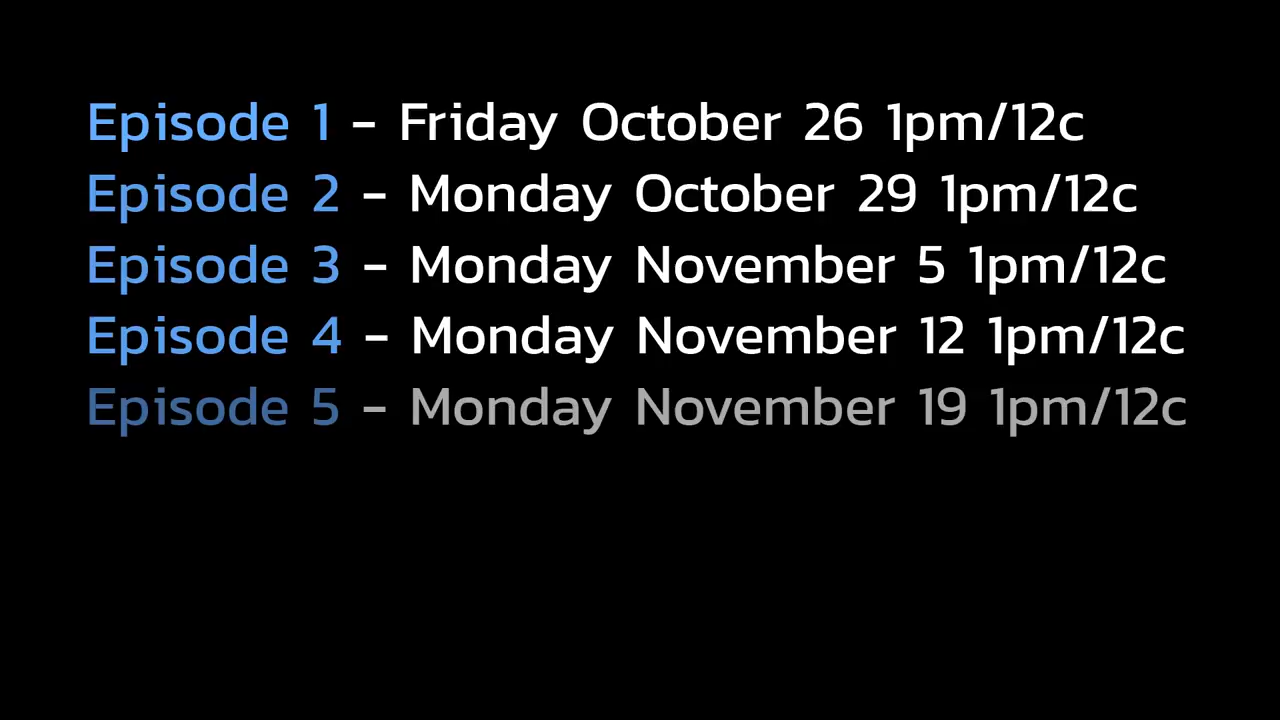 Episode 1 - Friday October 26 1pm/12c
Episode 2 - Monday October 29 1pm/12c
Episode 3 - Monday November 5 1pm/12c
Episode 4 - Monday November 12 1pm/12c
Episode 5 - Monday November 19 1pm/12c